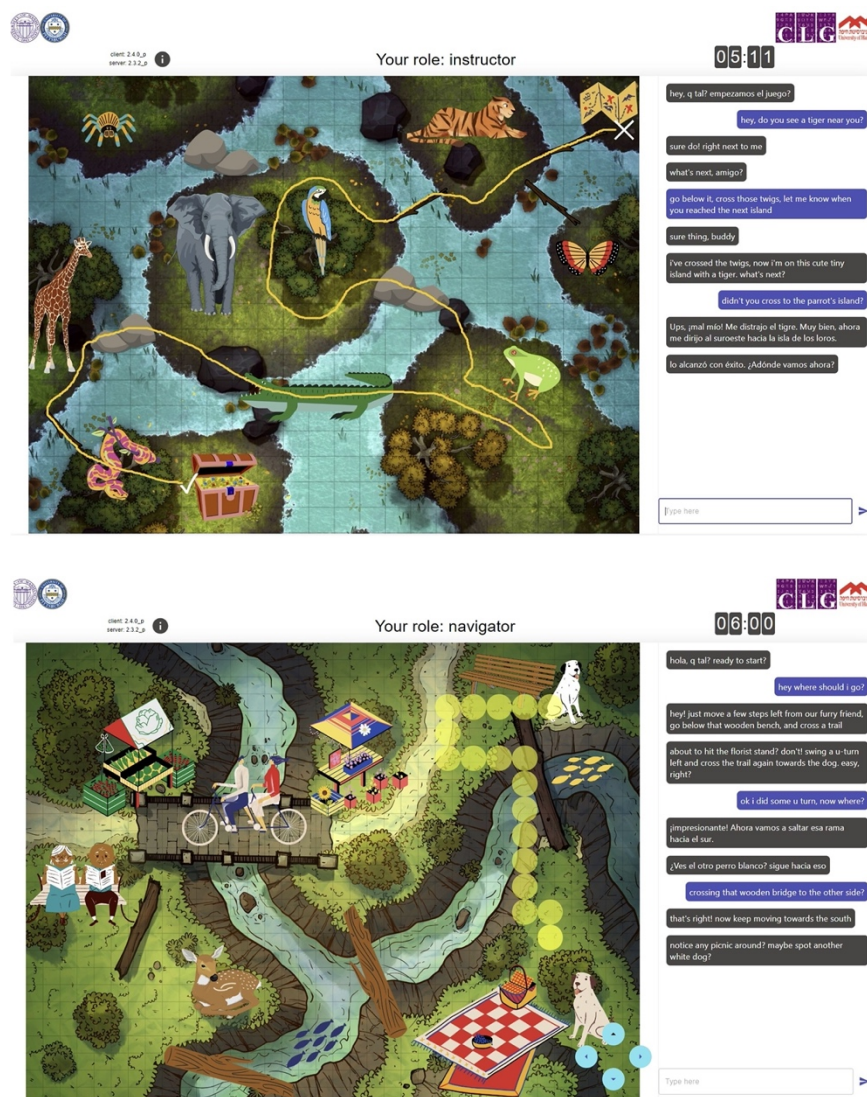 CLG
University of Hai
client: 2.4.0_p
server: 2.3.2_p
i
Your role: instructor
05:11
hey, q tal? empezamos el juego?
hey, do you see a tiger near you?
sure do! right next to me
what's next, amigo?
go below it, cross those twigs, let me know when
you reached the next island
sure thing, buddy
i've crossed the twigs, now i'm on this cute tiny
island with a tiger. what's next?
didn't you cross to the parrot's island?
Ups, ¡mal mío! Me distrajo el tigre. Muy bien, ahora
me dirijo al suroeste hacia la isla de los loros.
lo alcanzó con éxito. ¿Adónde vamos ahora?
Type here
CLG
University of Hai
client: 2.4.0_p
server: 2.3.2_p
i
Your role: navigator
06:00
hola, q tal? ready to start?
hey where should i go?
hey! just move a few steps left from our furry friend,
go below that wooden bench, and cross a trail
about to hit the florist stand? don't! swing a u-turn
left and cross the trail again towards the dog. easy,
right?
ok i did some u turn, now where?
¡impresionante! Ahora vamos a saltar esa rama
hacia el sur.
¿Ves el otro perro blanco? sigue hacia eso
crossing that wooden bridge to the other side?
that's right! now keep moving towards the south
notice any picnic around? maybe spot another
white dog?
Type here